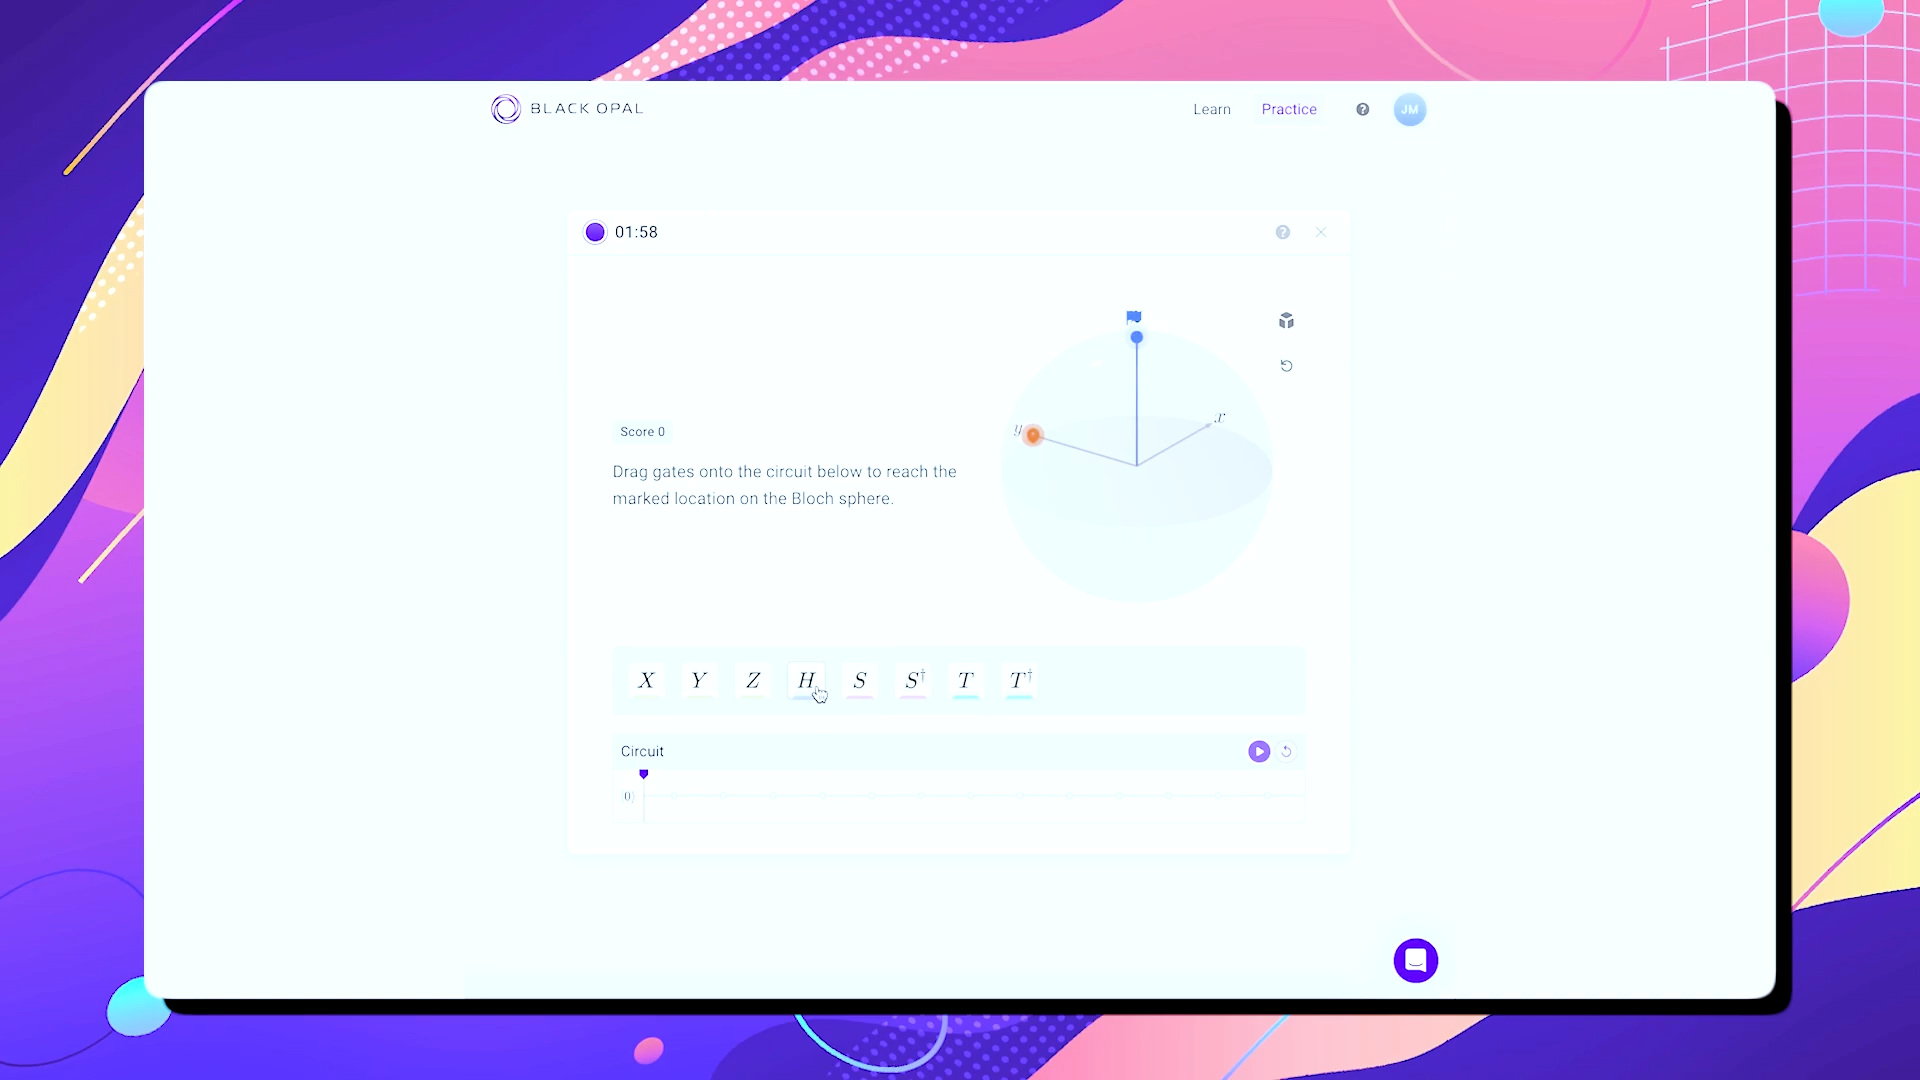 BLACK OPAL
Learn
Practice
?
JM
01:58
?
x
y
Score 0
Drag gates onto the circuit below to reach the
marked location on the Bloch sphere.
X Y Z H S S† T T†
Circuit
|0⟩